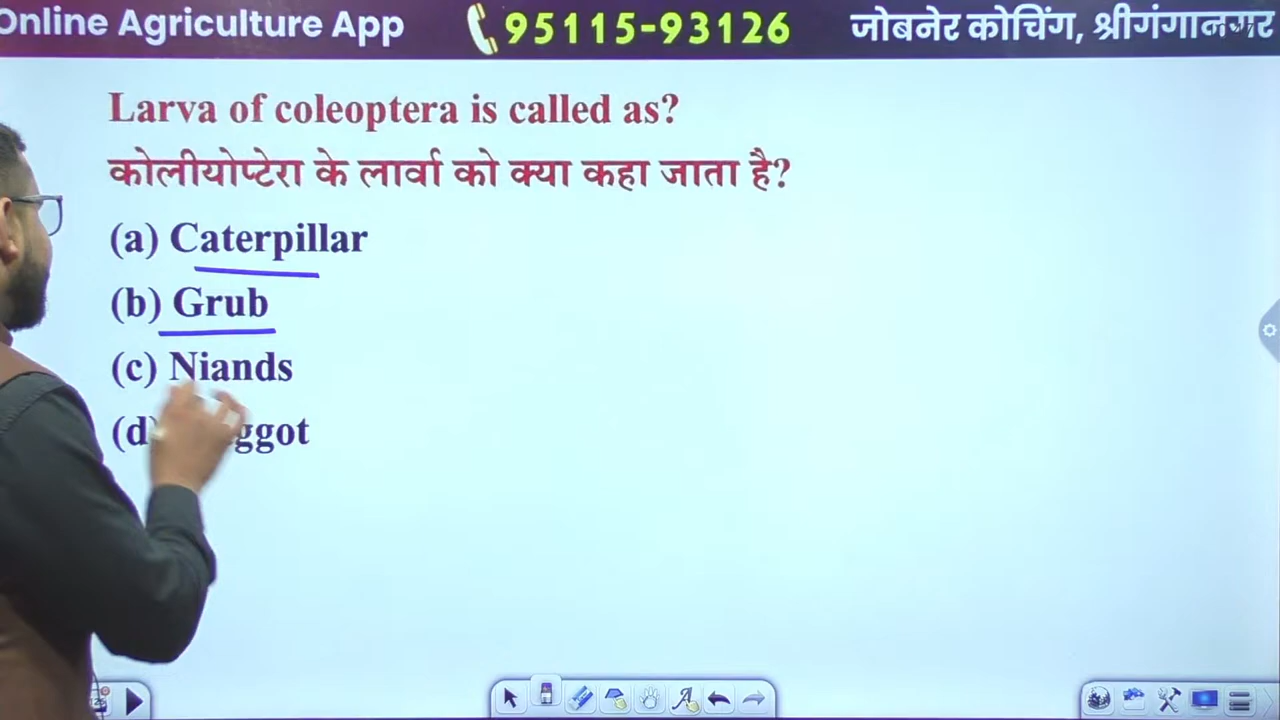 Online Agriculture App 95115-93126 जोबनेर कोचिंग, श्रीगंगानगर
Larva of coleoptera is called as?
कोलीयोप्टेरा के लार्वा को क्या कहा जाता है?
(a) Caterpillar
(b) Grub
(c) Niands
(d) ggot